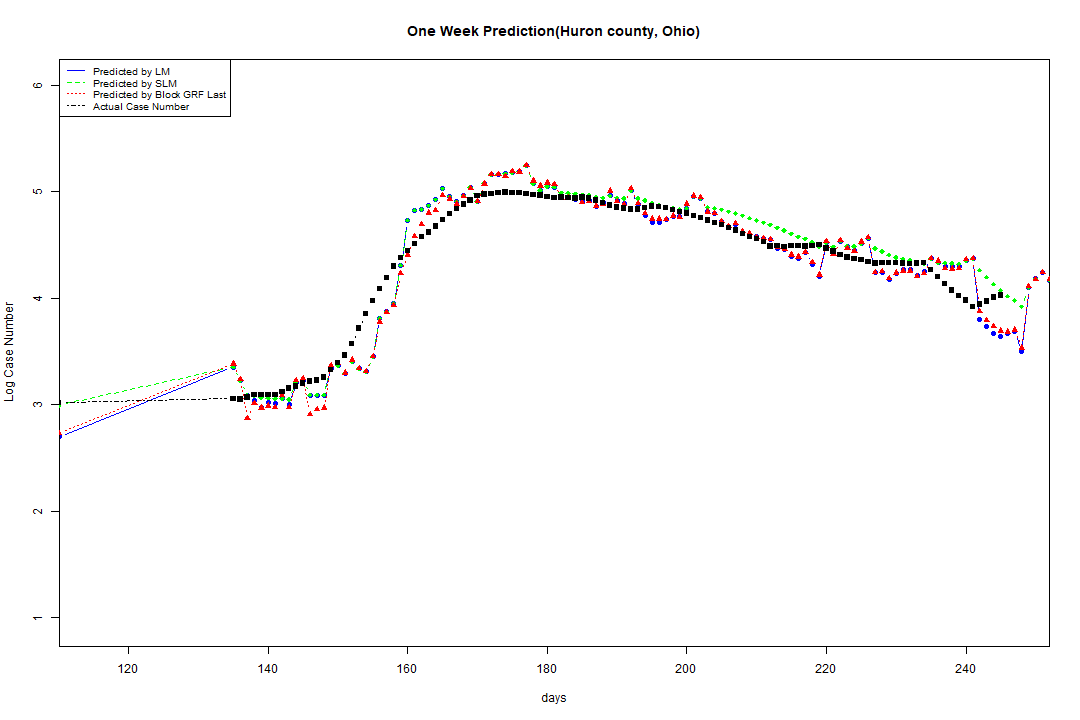 One Week Prediction(Huron county, Ohio)
Predicted by LM
Predicted by SLM
Predicted by Block GRF Last
Actual Case Number
6
5
4
3
2
1
Log Case Number
120 140 160 180 200 220 240
days